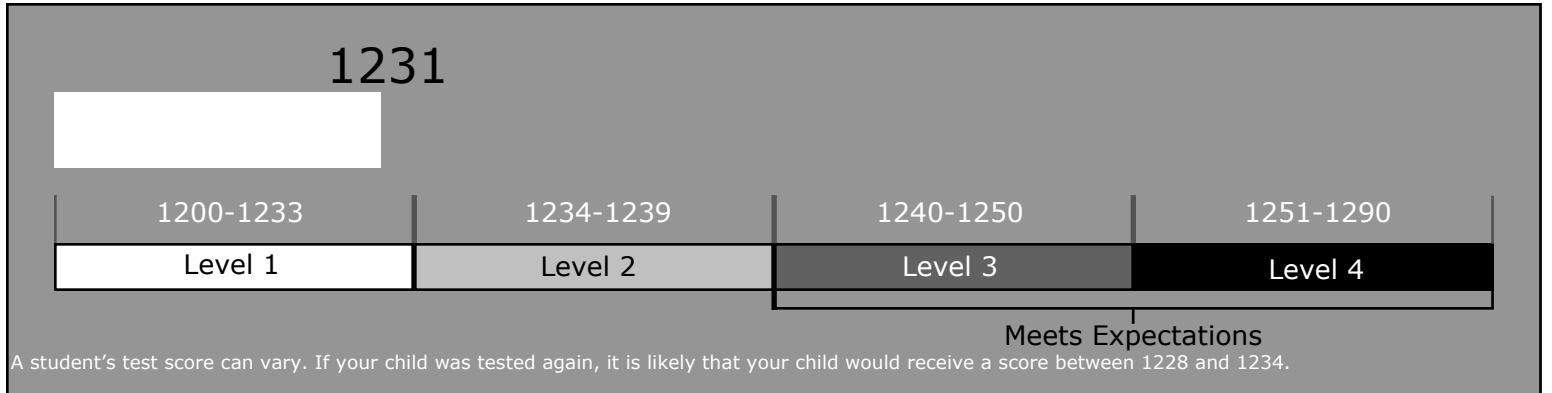 1231
1200-1233 1234-1239 1240-1250 1251-1290
Level 1 Level 2 Level 3 Level 4
Meets Expectations
A student’s test score can vary. If your child was tested again, it is likely that your child would receive a score between 1228 and 1234.